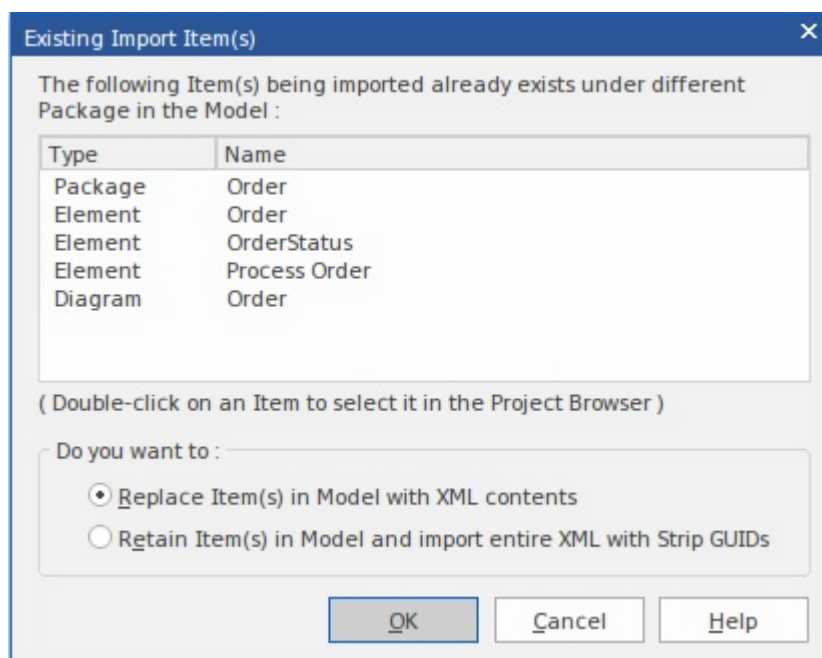 Existing Import Item(s)
The following Item(s) being imported already exists under different
Package in the Model :
Type Name
Package Order
Element Order
Element OrderStatus
Element Process Order
Diagram Order
( Double-click on an Item to select it in the Project Browser )
Do you want to :
Replace Item(s) in Model with XML contents
Retain Item(s) in Model and import entire XML with Strip GUIDs
OK Cancel Help